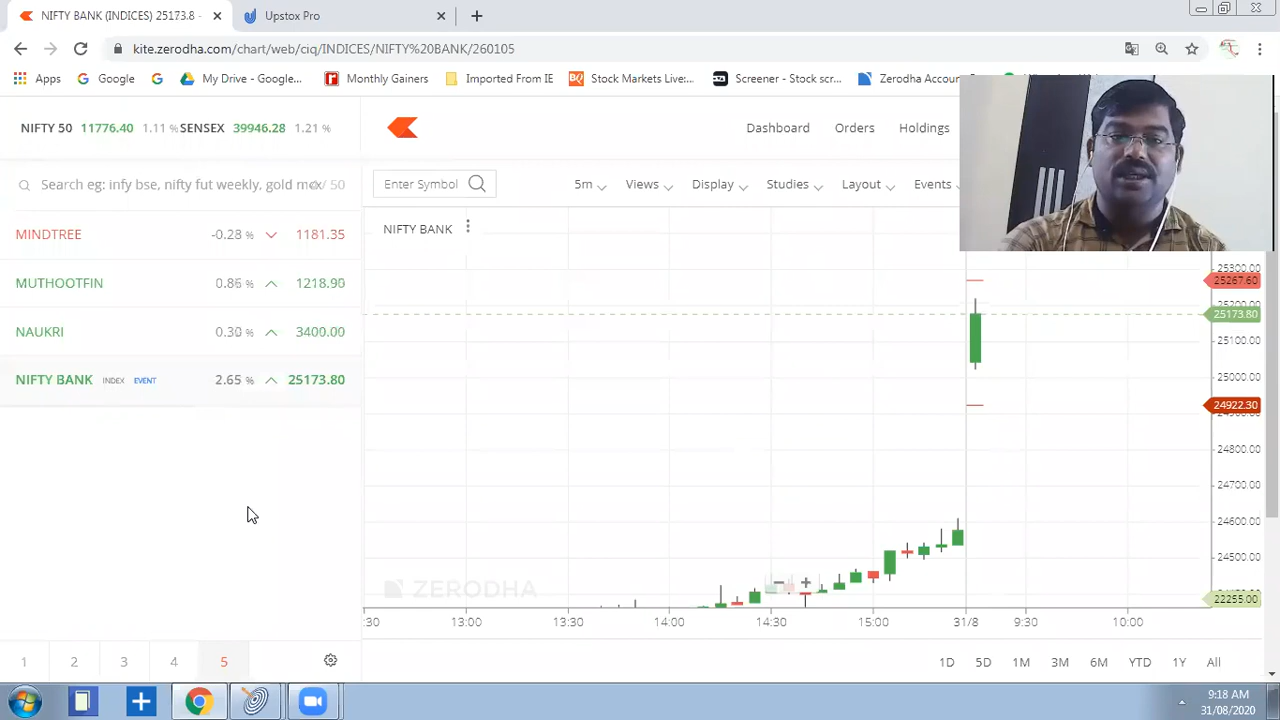 NIFTY BANK (INDICES) 25173.8 -
Upstox Pro
kite.zerodha.com/chart/web/ciq/INDICES/NIFTY%20BANK/260105
Apps
Google
My Drive - Google...
Monthly Gainers
Imported From IE
Stock Markets Live:...
Screener - Stock scr...
Zerodha Accou
NIFTY 50 11776.40 1.11 % SENSEX 39946.28 1.21 %
Dashboard Orders Holdings
Search eg: infy bse, nifty fut weekly, gold mcx / 50
Enter Symbol
5m Views Display Studies Layout Events
MINDTREE -0.28 % 1181.35
MUTHOOTFIN 0.86 % 1218.90
NAUKRI 0.30 % 3400.00
NIFTY BANK INDEX EVENT 2.65 % 25173.80
NIFTY BANK
25300.00
25267.60
25173.80
25100.00
25000.00
24922.30
24800.00
24700.00
24600.00
24500.00
22255.00
ZERODHA
:30 13:00 13:30 14:00 14:30 15:00 31/8 9:30 10:00
1 2 3 4 5
1D 5D 1M 3M 6M YTD 1Y All
9:18 AM
31/08/2020